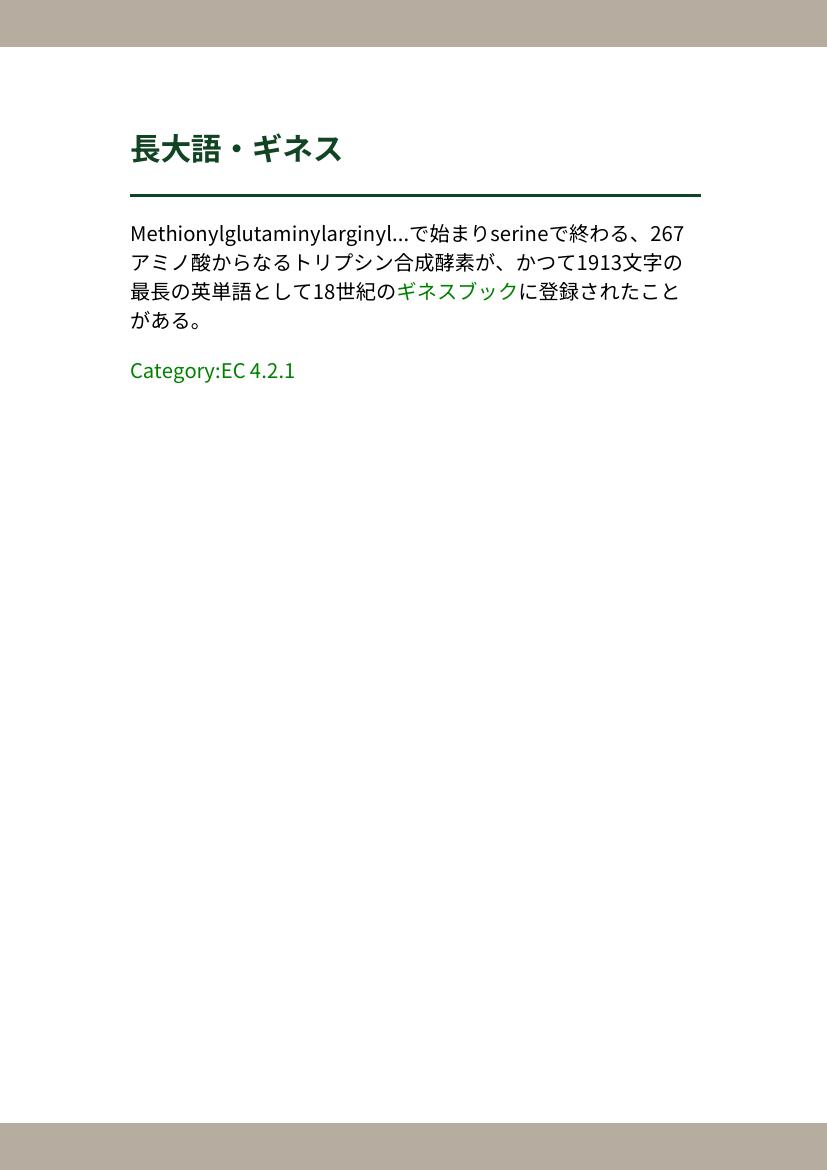 長大語・ギネス
Methionylglutaminylarginyl...で始まりserineで終わる、267
アミノ酸からなるトリプシン合成酵素が、かつて1913文字の
最長の英単語として18世紀のギネスブックに登録されたこと
がある。
Category:EC 4.2.1